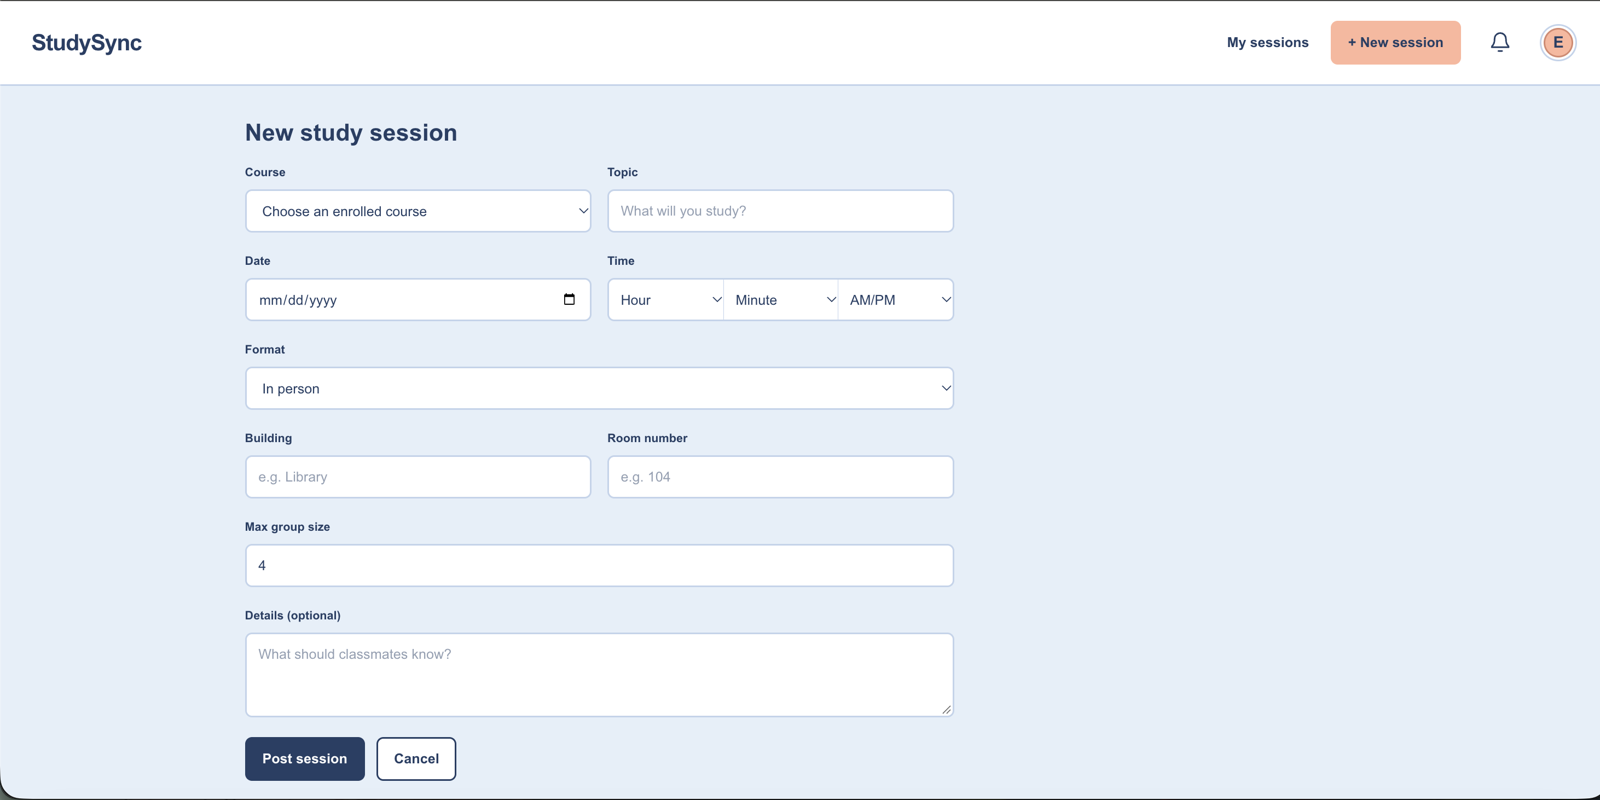 StudySync
My sessions
+ New session
E
New study session
Course
Topic
Choose an enrolled course
What will you study?
Date
Time
mm/dd/yyyy
Hour
Minute
AM/PM
Format
In person
Building
Room number
e.g. Library
e.g. 104
Max group size
4
Details (optional)
What should classmates know?
Post session
Cancel